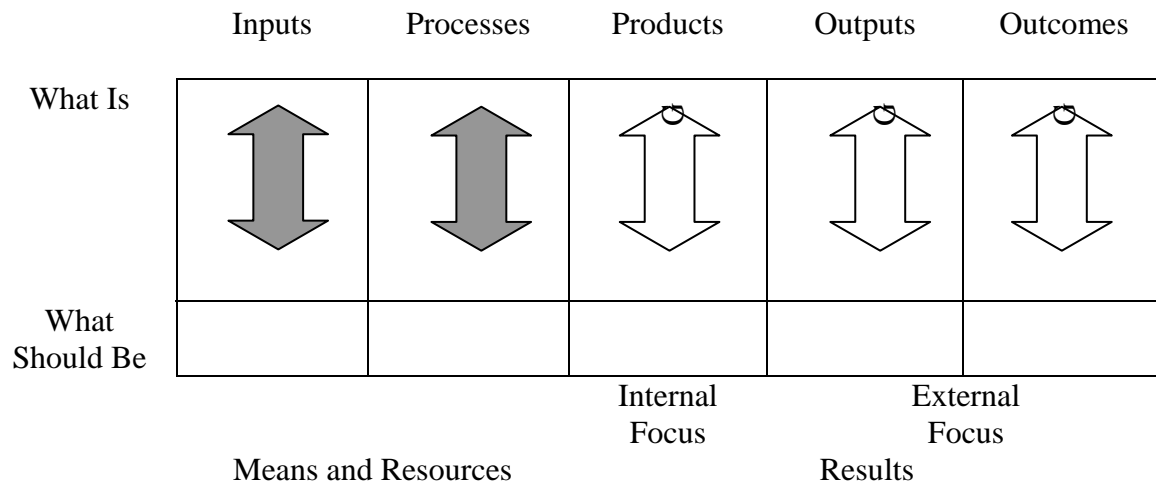 Inputs Processes Products Outputs Outcomes
What Is
What
Should Be
Internal External
Focus Focus
Means and Resources Results